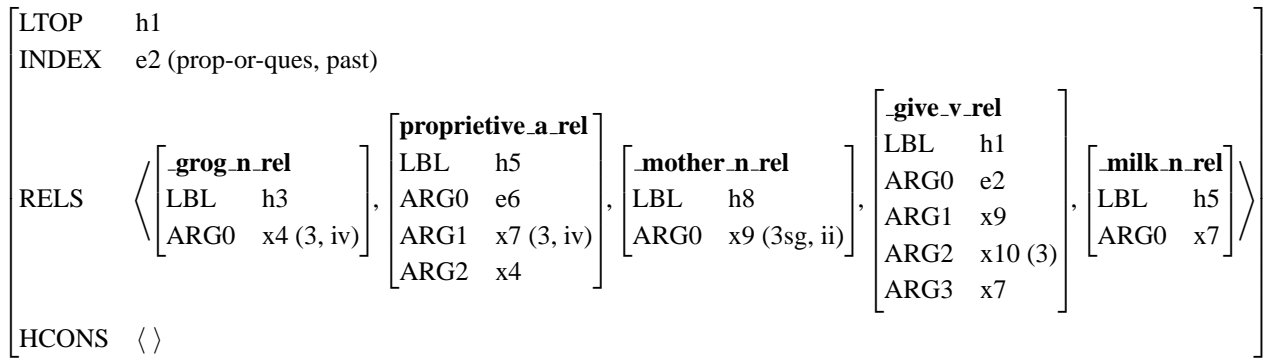 LTOP h1
INDEX e2 (prop-or-ques, past)
RELS ⟨ [_grog_n_rel
LBL h3
ARG0 x4 (3, iv)],
[proprietive_a_rel
LBL h5
ARG0 e6
ARG1 x7 (3, iv)
ARG2 x4],
[_mother_n_rel
LBL h8
ARG0 x9 (3sg, ii)],
[_give_v_rel
LBL h1
ARG0 e2
ARG1 x9
ARG2 x10 (3)
ARG3 x7],
[_milk_n_rel
LBL h5
ARG0 x7] ⟩
HCONS ⟨ ⟩